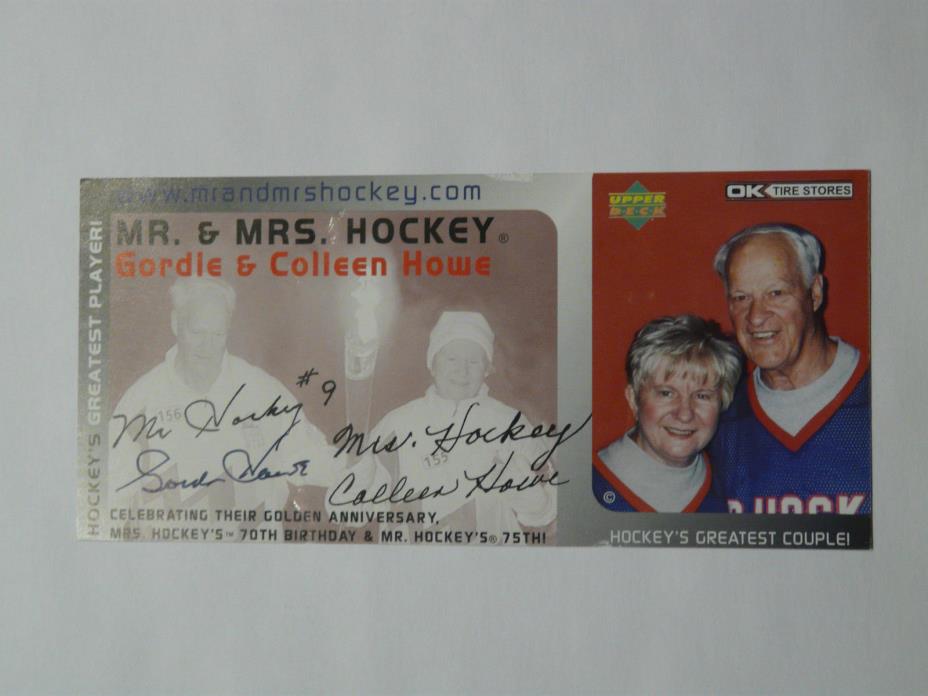 www.mrandmrshockey.com
MR. & MRS. HOCKEY®
Gordie & Colleen Howe
HOCKEY'S GREATEST PLAYER!
156
155
Mr Hockey #9
Gordie Howe
Mrs. Hockey
Colleen Howe
CELEBRATING THEIR GOLDEN ANNIVERSARY,
MRS. HOCKEY'S™ 70TH BIRTHDAY & MR. HOCKEY'S® 75TH!
UPPER
DECK
OK TIRE STORES
©
HOCKEY'S GREATEST COUPLE!